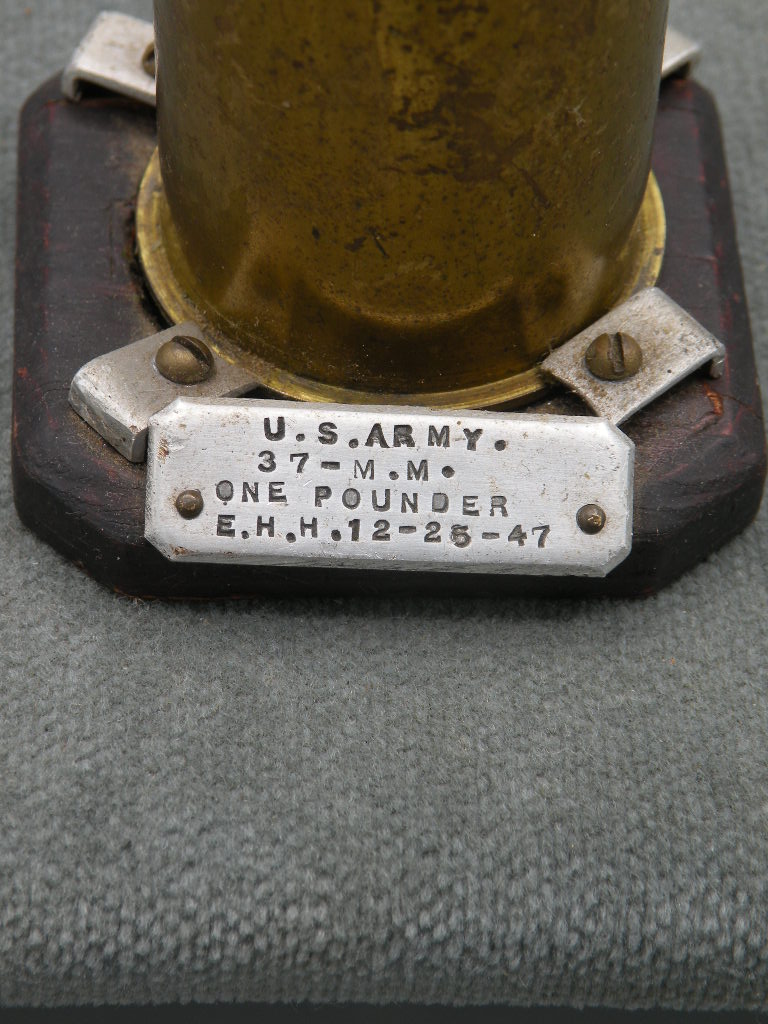 U.S.ARMY.
37-M.M.
ONE POUNDER
E.H.H.12-25-47